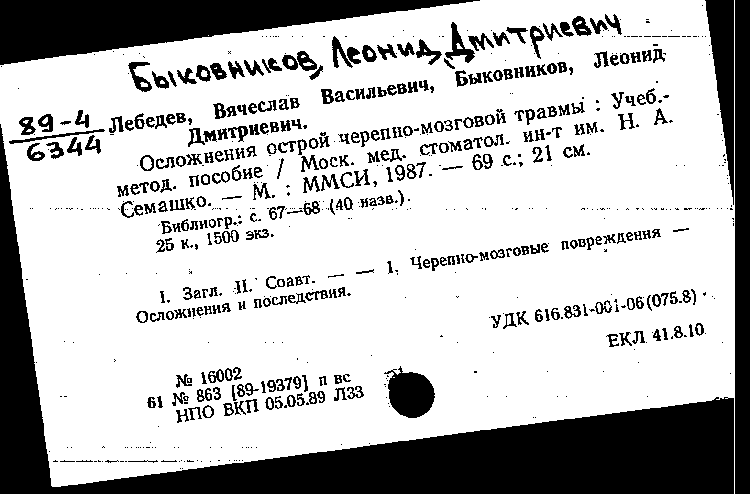 Быковников, Леонид Дмитриевич
89-4
6344
Лебедев, Вячеслав Васильевич, Быковников, Леонид
Дмитриевич.
Осложнения острой черепно-мозговой травмы : Учеб.-
метод. пособие / Моск. мед. стоматол. ин-т им. Н. А.
Семашко. — М. : ММСИ, 1987. — 69 с.; 21 см.
Библиогр.: с. 67—68 (40 назв.).
25 к., 1500 экз.
I. Загл. II. Соавт. — — 1. Черепно-мозговые повреждения —
Осложнения и последствия.
УДК 616.831-001-06(075.8)
ЕКЛ 41.8.10
№ 16002
61 № 863 [89-19379] п вс
НПО ВКП 05.05.89 Л33